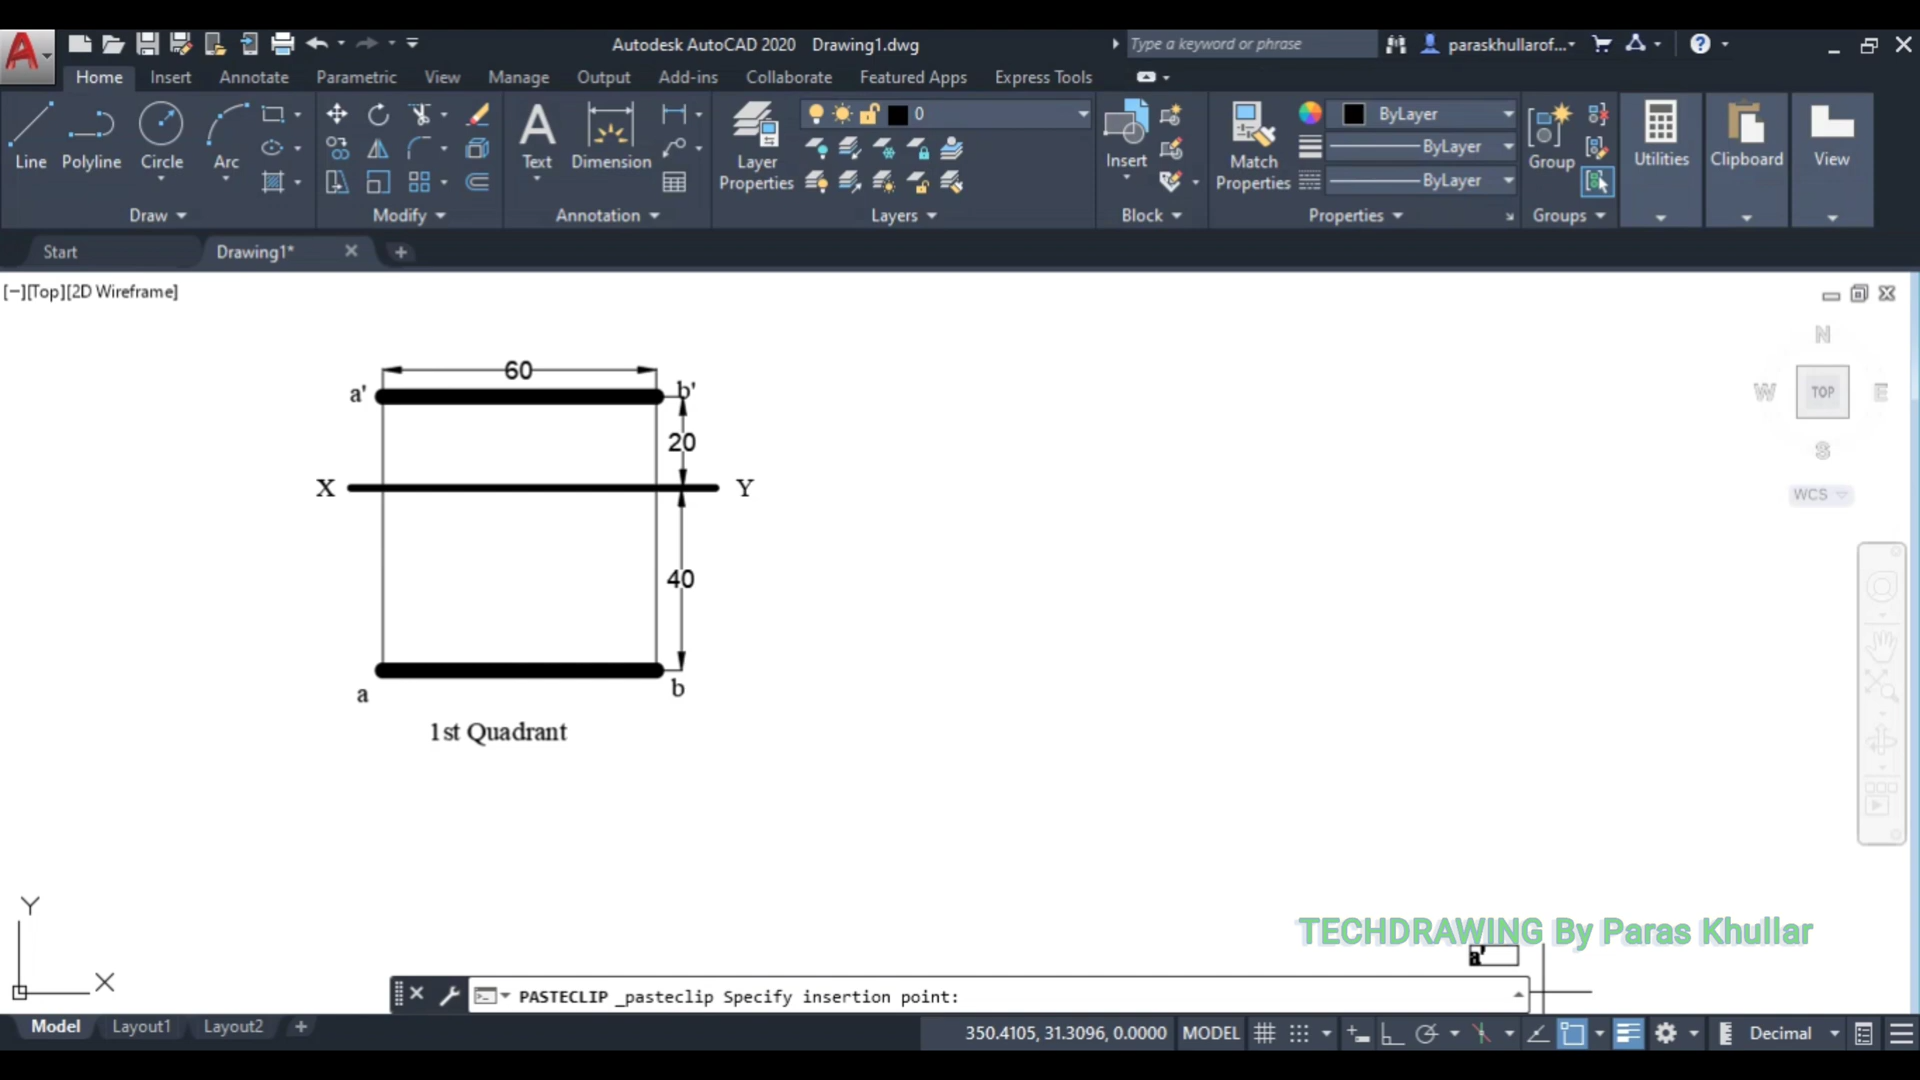 Autodesk AutoCAD 2020 Drawing1.dwg
Type a keyword or phrase
paraskhullarof...
Home Insert Annotate Parametric View Manage Output Add-ins Collaborate Featured Apps Express Tools
Line Polyline Circle Arc
Text Dimension
Layer Properties
0
Insert
Match Properties
ByLayer
ByLayer
ByLayer
Group
Utilities
Clipboard
View
Draw Modify Annotation Layers Block Properties Groups
Start Drawing1*
[−][Top][2D Wireframe]
N
W TOP E
S
WCS
60
a' b'
20
X Y
40
a b
1st Quadrant
Y
X
TECHDRAWING By Paras Khullar
a'
PASTECLIP _pasteclip Specify insertion point:
Model Layout1 Layout2
350.4105, 31.3096, 0.0000 MODEL Decimal